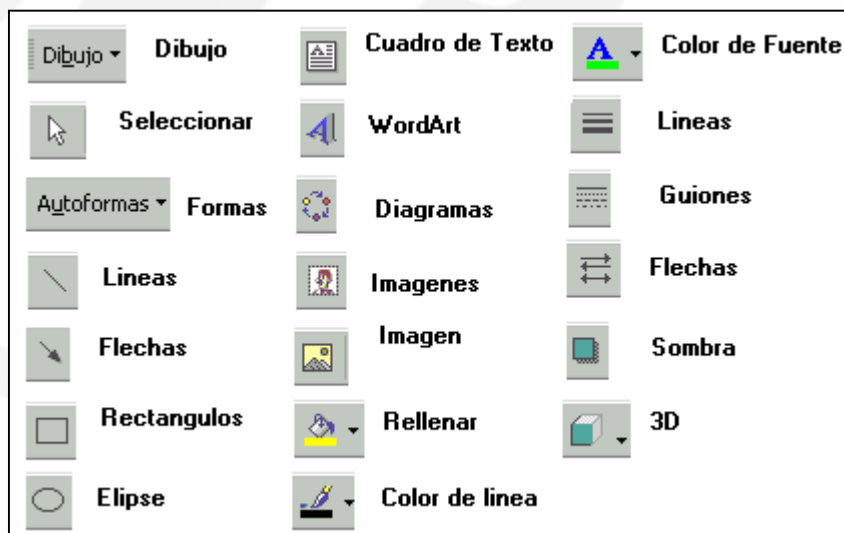 Dibujo Dibujo Cuadro de Texto A Color de Fuente
Seleccionar WordArt Lineas
Autoformas Formas Diagramas Guiones
Lineas Imagenes Flechas
Flechas Imagen Sombra
Rectangulos Rellenar 3D
Elipse Color de linea